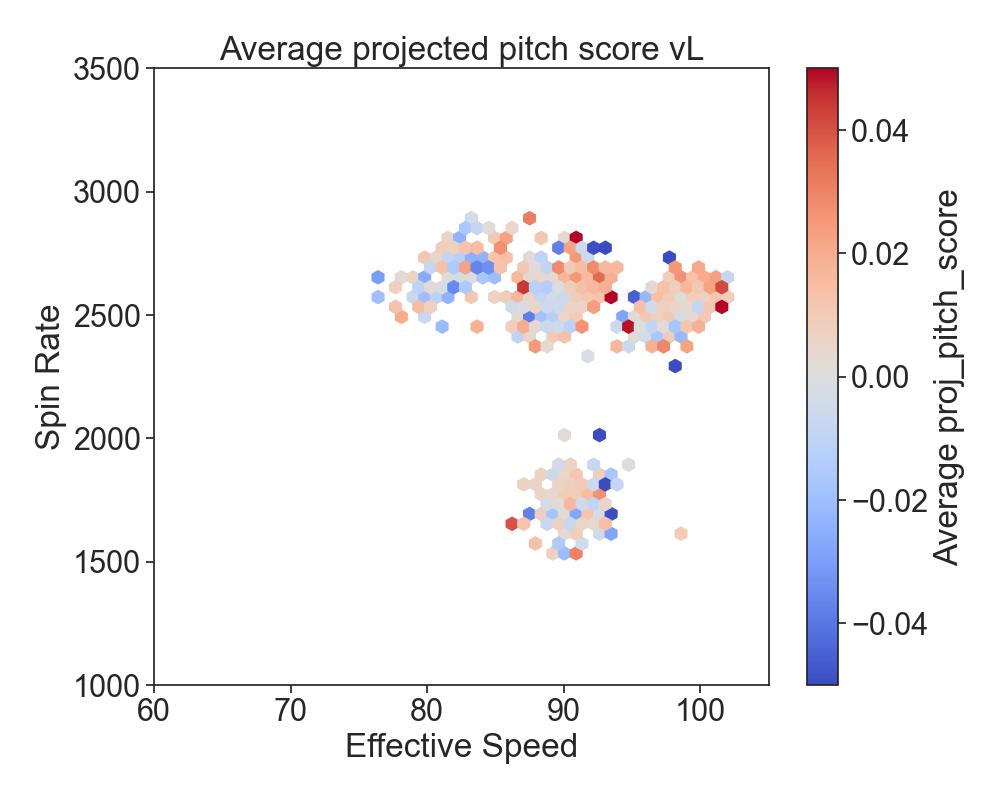 Average projected pitch score vL
3500
3000
2500
2000
1500
1000
Spin Rate
60 70 80 90 100
Effective Speed
0.04
0.02
0.00
−0.02
−0.04
Average proj_pitch_score